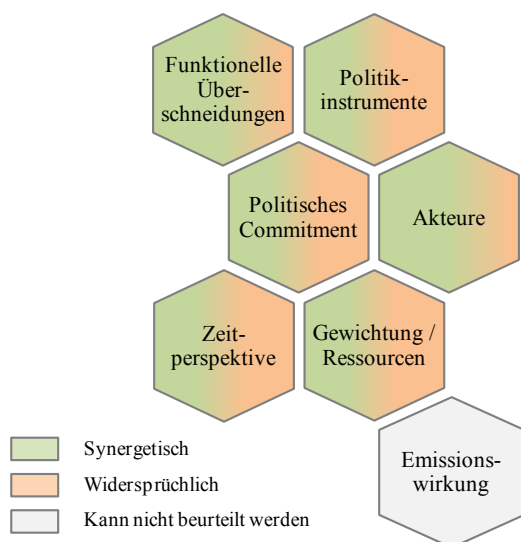 Funktionelle
Über-
schneidungen
Politik-
instrumente
Politisches
Commitment
Akteure
Zeit-
perspektive
Gewichtung /
Ressourcen
Emissions-
wirkung
Synergetisch
Widersprüchlich
Kann nicht beurteilt werden